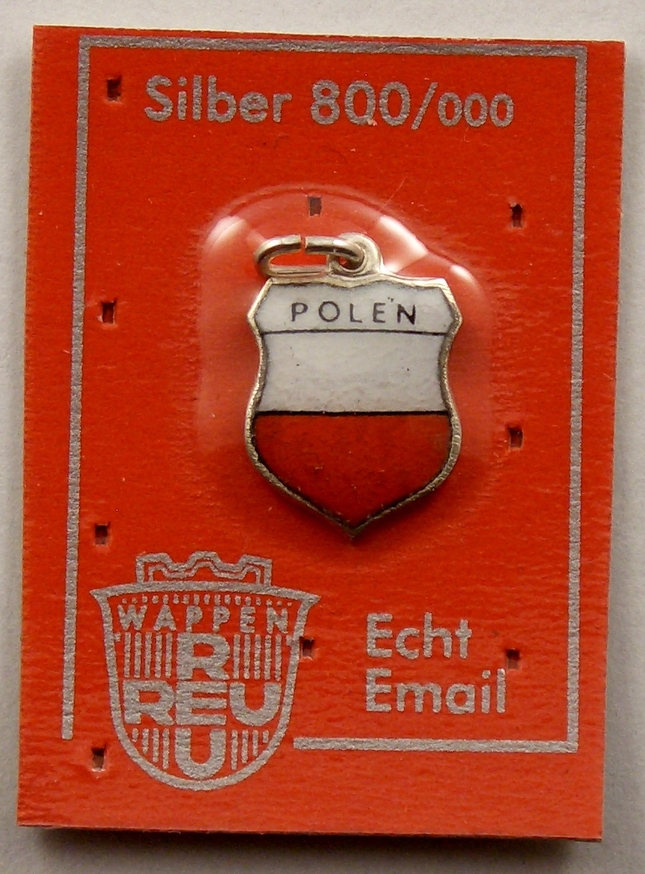 Silber 800/000
POLEN
WAPPEN
R
REU
U
Echt
Email